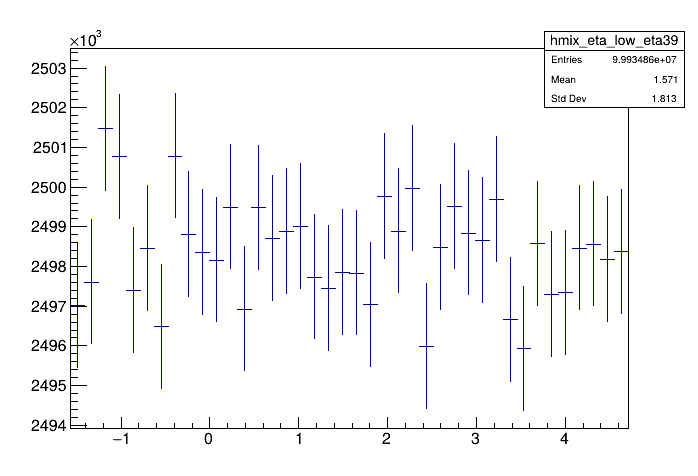 ×10³
hmix_eta_low_eta39
Entries 9.993486e+07
Mean 1.571
Std Dev 1.813
2503
2502
2501
2500
2499
2498
2497
2496
2495
2494
−1 0 1 2 3 4